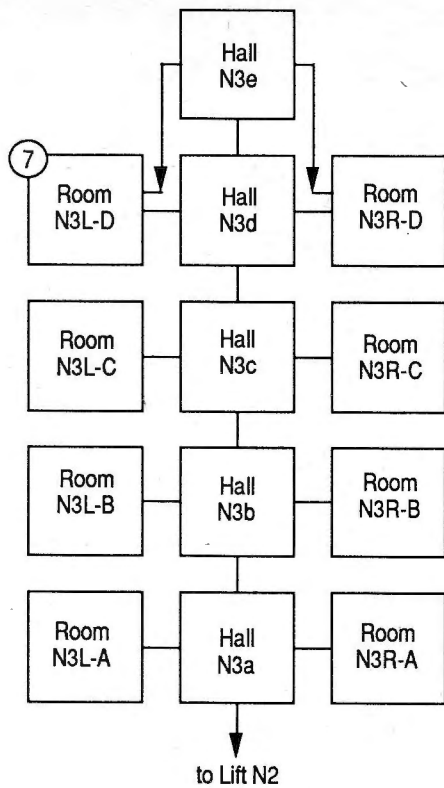 Hall
N3e
7
Room
N3L-D
Hall
N3d
Room
N3R-D
Room
N3L-C
Hall
N3c
Room
N3R-C
Room
N3L-B
Hall
N3b
Room
N3R-B
Room
N3L-A
Hall
N3a
Room
N3R-A
to Lift N2